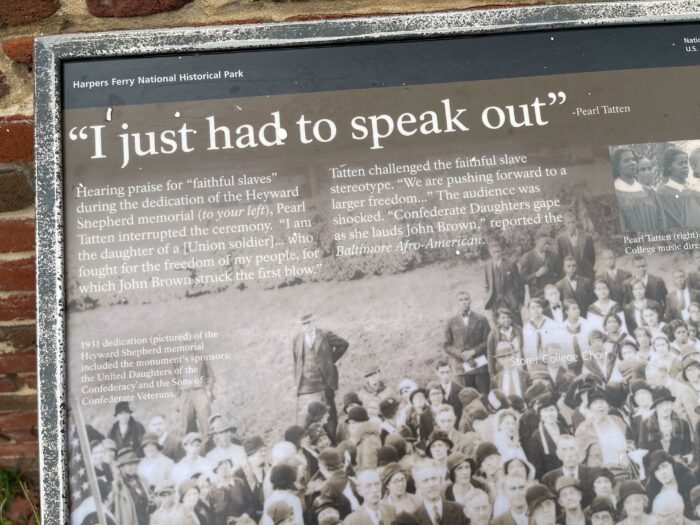 Harpers Ferry National Historical Park
Natio
U.S.
"I just had to speak out" -Pearl Tatten
Hearing praise for "faithful slaves"
during the dedication of the Heyward
Shepherd memorial (to your left), Pearl
Tatten interrupted the ceremony. "I am
the daughter of a [Union soldier]... who
fought for the freedom of my people, for
which John Brown struck the first blow."
Tatten challenged the faithful slave
stereotype. "We are pushing forward to a
larger freedom..." The audience was
shocked. "Confederate Daughters gape
as she lauds John Brown," reported the
Baltimore Afro-American.
Pearl Tatten (right)
College music dire
1931 dedication (pictured) of the
Heyward Shepherd memorial
included the monument's sponsors:
the United Daughters of the
Confederacy and the Sons of
Confederate Veterans.
Storer College Choir